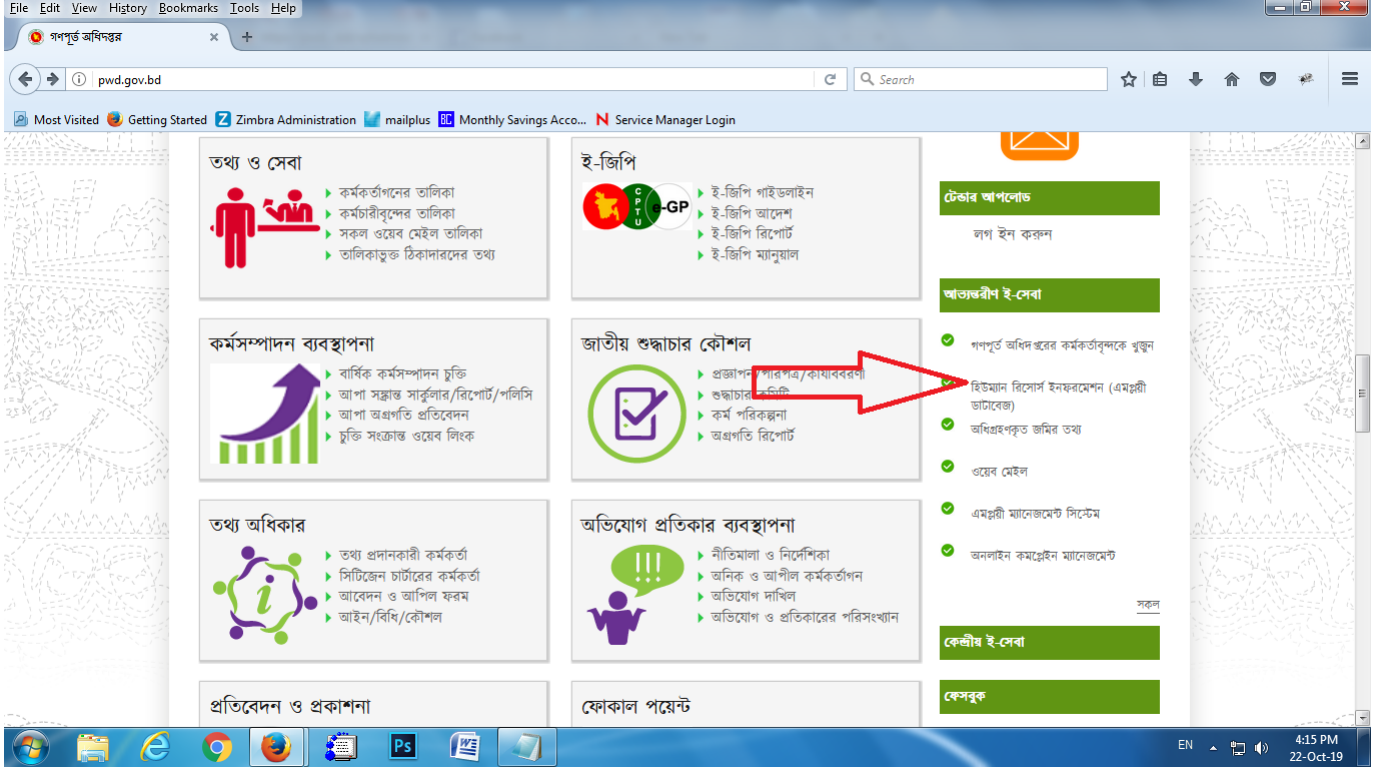 File Edit View History Bookmarks Tools Help
গণপূর্ত অধিদপ্তর
pwd.gov.bd
Search
Most Visited Getting Started Zimbra Administration mailplus Monthly Savings Acco... Service Manager Login
তথ্য ও সেবা
কর্মকর্তাগনের তালিকা
কর্মচারীবৃন্দের তালিকা
সকল ওয়েব মেইল তালিকা
তালিকাভুক্ত ঠিকাদারদের তথ্য
ই-জিপি
CPTU
e-GP
ই-জিপি গাইডলাইন
ই-জিপি আদেশ
ই-জিপি রিপোর্ট
ই-জিপি ম্যানুয়াল
কর্মসম্পাদন ব্যবস্থাপনা
বার্ষিক কর্মসম্পাদন চুক্তি
আপা সংক্রান্ত সার্কুলার/রিপোর্ট/পলিসি
আপা অগ্রগতি প্রতিবেদন
চুক্তি সংক্রান্ত ওয়েব লিংক
জাতীয় শুদ্ধাচার কৌশল
প্রজ্ঞাপন/পরিপত্র/কার্যবিবরণী
শুদ্ধাচার কমিটি
কর্ম পরিকল্পনা
অগ্রগতি রিপোর্ট
তথ্য অধিকার
তথ্য প্রদানকারী কর্মকর্তা
সিটিজেন চার্টারের কর্মকর্তা
আবেদন ও আপিল ফরম
আইন/বিধি/কৌশল
অভিযোগ প্রতিকার ব্যবস্থাপনা
নীতিমালা ও নির্দেশিকা
অনিক ও আপীল কর্মকর্তাগন
অভিযোগ দাখিল
অভিযোগ ও প্রতিকারের পরিসংখ্যান
প্রতিবেদন ও প্রকাশনা
ফোকাল পয়েন্ট
টেন্ডার আপলোড
লগ ইন করুন
আভ্যন্তরীণ ই-সেবা
গণপূর্ত অধিদপ্তরের কর্মকর্তাবৃন্দকে খুজুন
হিউম্যান রিসোর্স ইনফরমেশন (এমপ্লয়ী
ডাটাবেজ)
অধিগ্রহণকৃত জমির তথ্য
ওয়েব মেইল
এমপ্লয়ী ম্যানেজমেন্ট সিস্টেম
অনলাইন কমপ্লেইন ম্যানেজমেন্ট
সকল
কেন্দ্রীয় ই-সেবা
ফেসবুক
Ps
EN
4:15 PM
22-Oct-19